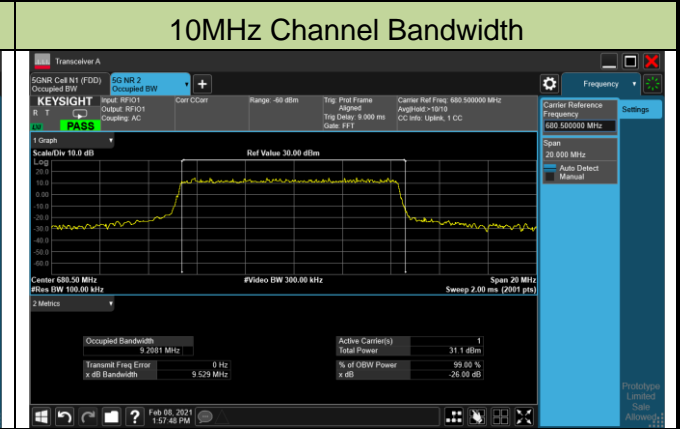 10MHz Channel Bandwidth
Transceiver A
5GNR Cell N1 (FDD)
Occupied BW
5G NR 2
Occupied BW
+
Frequency
KEYSIGHT
R T
LW
PASS
Input: RFIO1
Output: RFIO1
Coupling: AC
Corr CCorr
Range: -60 dBm
Trig: Prot Frame
Aligned
Trig Delay: 9.000 ms
Gate: FFT
Carrier Ref Freq: 680.500000 MHz
Avg|Hold:>10/10
CC Info: Uplink, 1 CC
Carrier Reference
Frequency
680.500000 MHz
Settings
Span
20.000 MHz
Auto Detect
Manual
1 Graph
Scale/Div 10.0 dB
Ref Value 30.00 dBm
Log
20.0
10.0
0.00
-10.0
-20.0
-30.0
-40.0
-50.0
-60.0
Center 680.50 MHz
#Video BW 300.00 kHz
Span 20 MHz
#Res BW 100.00 kHz
Sweep 2.00 ms (2001 pts)
2 Metrics
Occupied Bandwidth
9.2081 MHz
Transmit Freq Error 0 Hz
x dB Bandwidth 9.529 MHz
Active Carrier(s) 1
Total Power 31.1 dBm
% of OBW Power 99.00 %
x dB -26.00 dB
Prototype
Limited
Sale
Allowed
?
Feb 08, 2021
1:57:48 PM